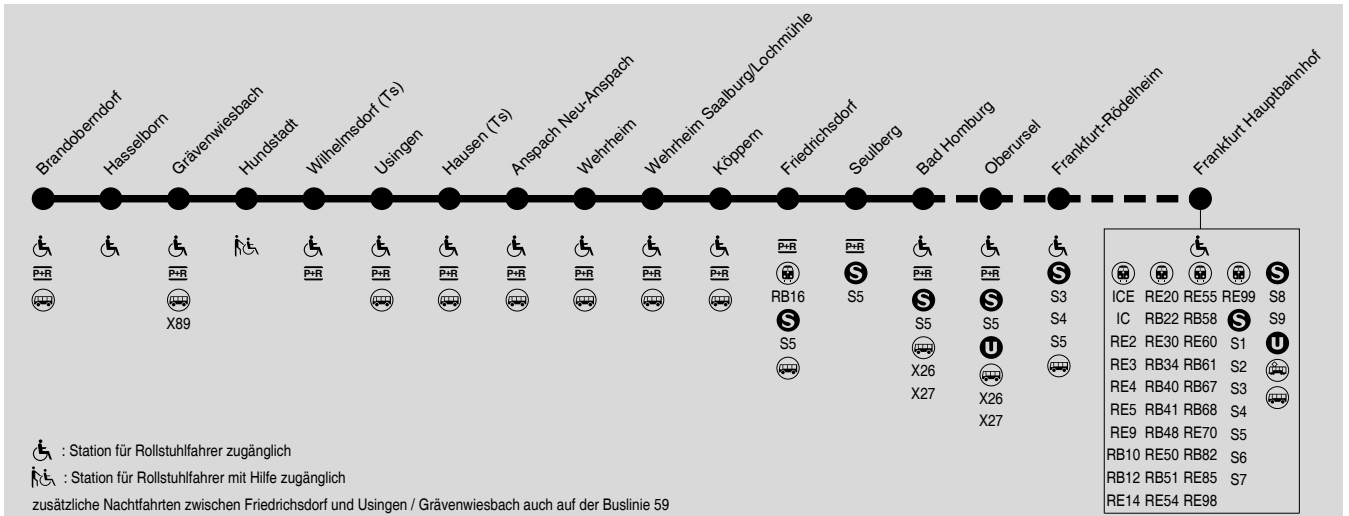 Brandoberndorf
Hasselborn
Grävenwiesbach
Hundstadt
Wilhelmsdorf (Ts)
Usingen
Hausen (Ts)
Anspach Neu-Anspach
Wehrheim
Wehrheim Saalburg/Lochmühle
Köppern
Friedrichsdorf
Seulberg
Bad Homburg
Oberursel
Frankfurt-Rödelheim
Frankfurt Hauptbahnhof
P+R
P+R
X89
P+R
P+R
P+R
P+R
P+R
P+R
P+R
P+R
RB16
S
S5
P+R
S
S5
P+R
S
S5
X26
X27
P+R
S
S5
U
X26
X27
S
S3
S4
S5
ICE
IC
RE2
RE3
RE4
RE5
RE9
RB10
RB12
RE14
RE20
RB22
RE30
RB34
RB40
RB41
RB48
RE50
RB51
RE54
RE55
RB58
RE60
RB61
RB67
RB68
RE70
RB82
RE85
RE98
RE99
S
S1
S2
S3
S4
S5
S6
S7
S
S8
S9
U
: Station für Rollstuhlfahrer zugänglich
: Station für Rollstuhlfahrer mit Hilfe zugänglich
zusätzliche Nachtfahrten zwischen Friedrichsdorf und Usingen / Grävenwiesbach auch auf der Buslinie 59